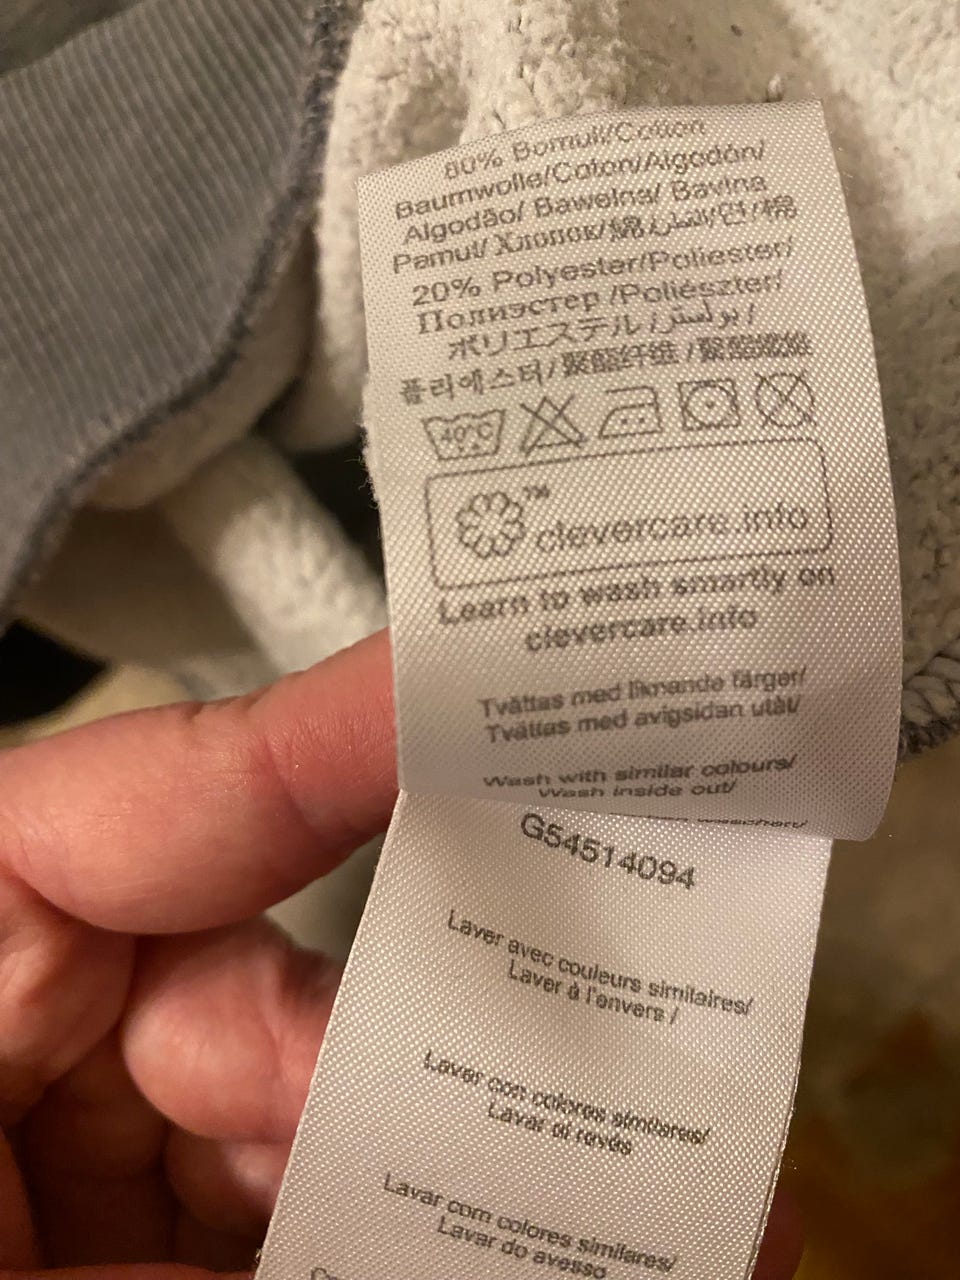 80% Bomull/Cotton
Baumwolle/Coton/Algodón/
Algodão/ Bawełna/ Bavlna
Pamut/ Хлопок/綿/قطن/면/棉
20% Polyester/Poliester/
Полиэстер /Poliészter/
ポリエステル /بوليستر/
폴리에스터/聚酯纤维 /聚酯纖維
40°C
TM
clevercare.info
Learn to wash smartly on
clevercare.info
Tvättas med liknande färger/
Tvättas med avigsidan utåt/
Wash with similar colours/
Wash inside out/
waschen/
G54514094
Laver avec couleurs similaires/
Laver à l'envers /
Lavar con colores similares/
Lavar al revés
Lavar com colores similares/
Lavar do avesso